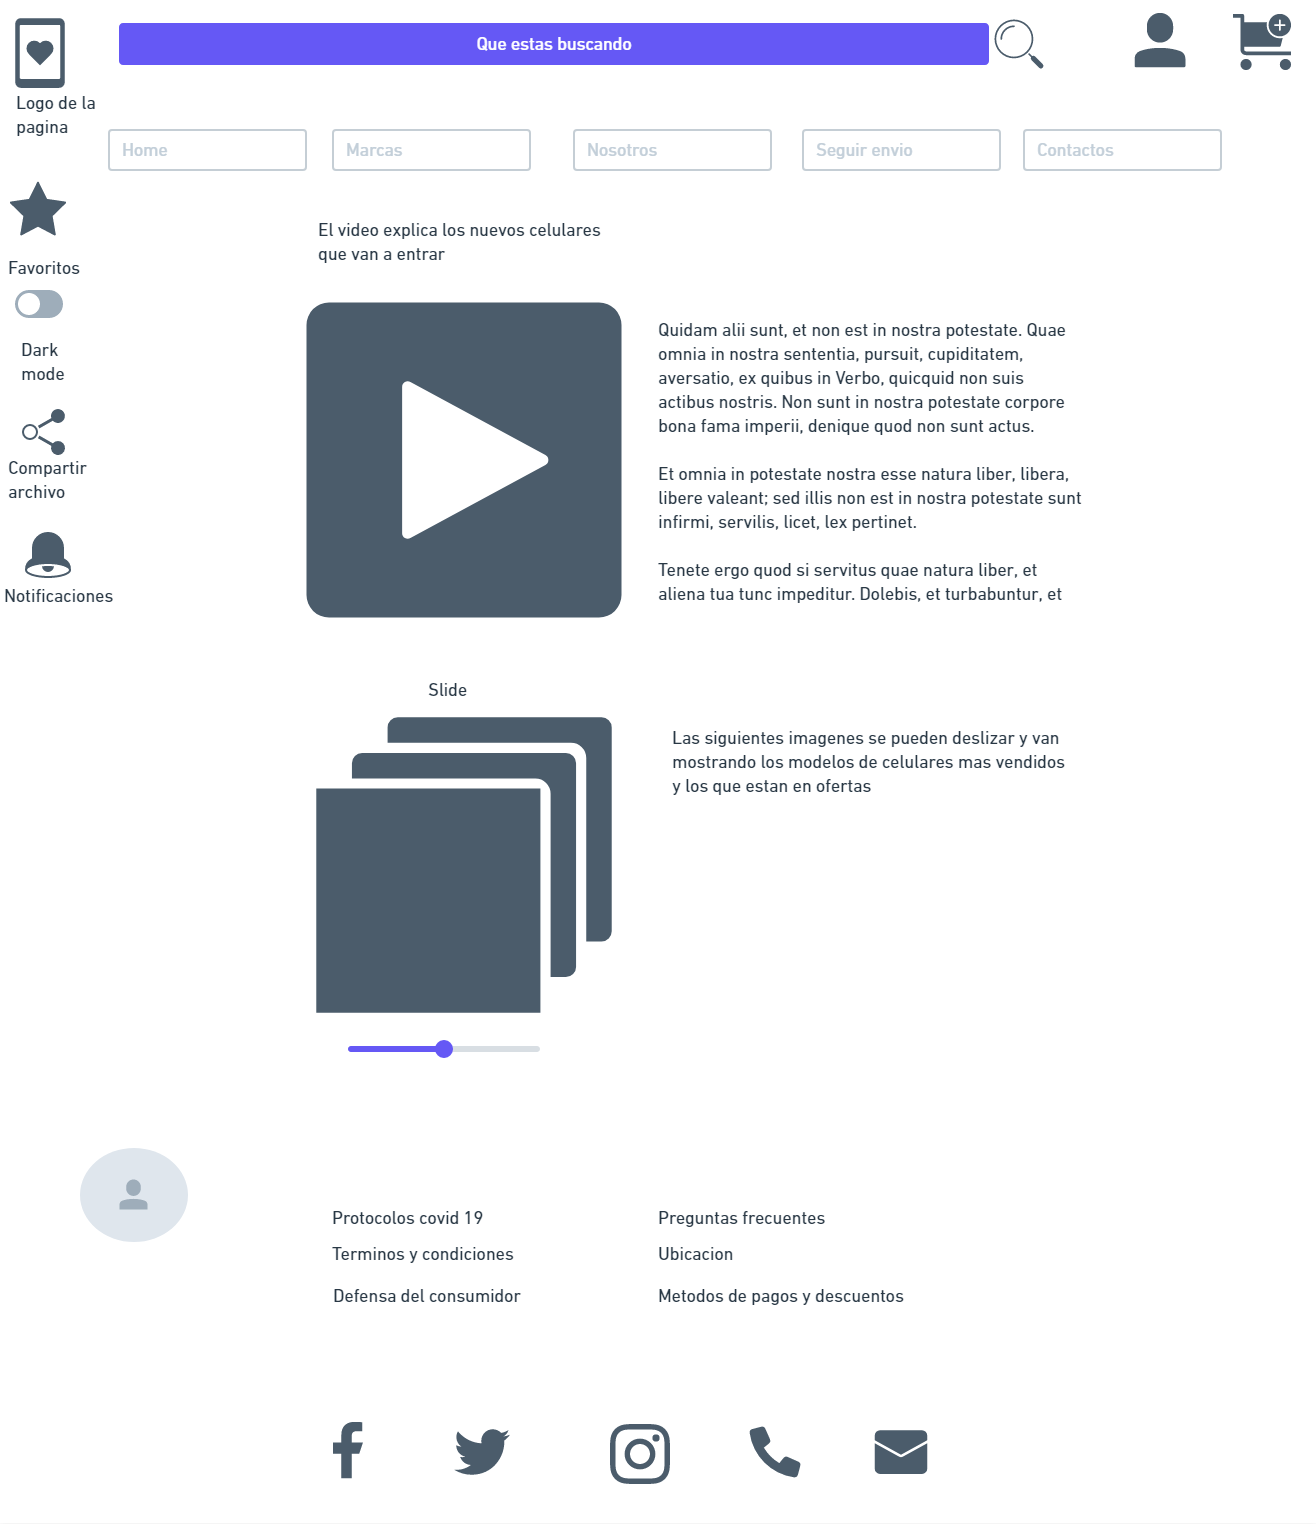 Que estas buscando
Logo de la
pagina
Home
Marcas
Nosotros
Seguir envio
Contactos
Favoritos
Dark
mode
Compartir
archivo
Notificaciones
El video explica los nuevos celulares
que van a entrar
Quidam alii sunt, et non est in nostra potestate. Quae
omnia in nostra sententia, pursuit, cupiditatem,
aversatio, ex quibus in Verbo, quicquid non suis
actibus nostris. Non sunt in nostra potestate corpore
bona fama imperii, denique quod non sunt actus.
Et omnia in potestate nostra esse natura liber, libera,
libere valeant; sed illis non est in nostra potestate sunt
infirmi, servilis, licet, lex pertinet.
Tenete ergo quod si servitus quae natura liber, et
aliena tua tunc impeditur. Dolebis, et turbabuntur, et
Slide
Las siguientes imagenes se pueden deslizar y van
mostrando los modelos de celulares mas vendidos
y los que estan en ofertas
Protocolos covid 19
Terminos y condiciones
Defensa del consumidor
Preguntas frecuentes
Ubicacion
Metodos de pagos y descuentos